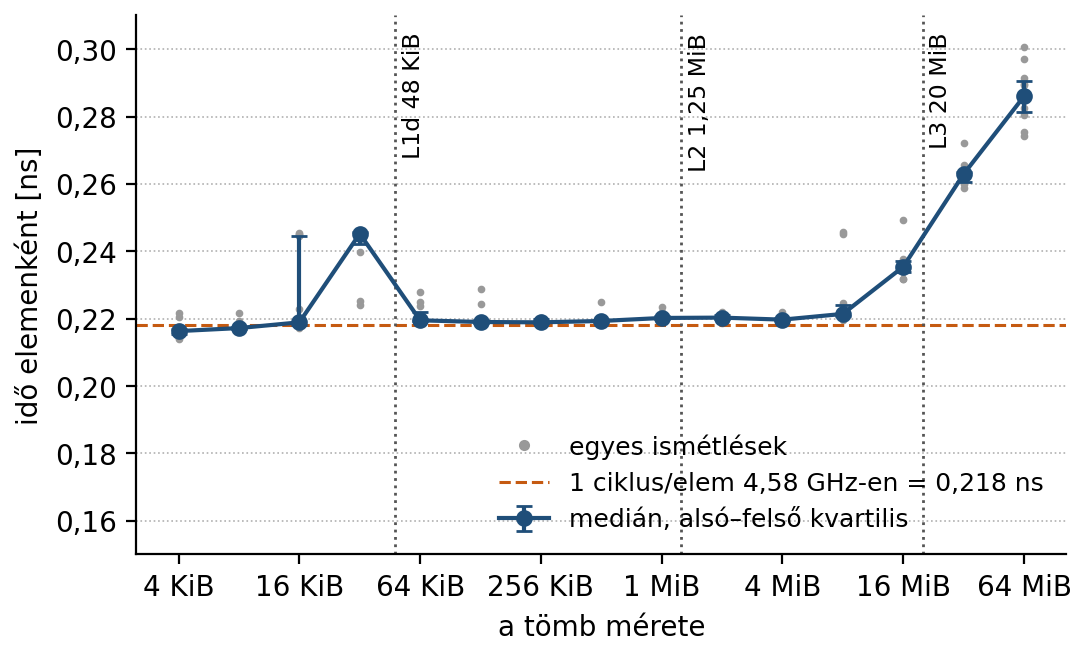 0,30
0,28
0,26
0,24
0,22
0,20
0,18
0,16
idő elemenként [ns]
L1d 48 KiB
L2 1,25 MiB
L3 20 MiB
egyes ismétlések
1 ciklus/elem 4,58 GHz-en = 0,218 ns
medián, alsó–felső kvartilis
4 KiB 16 KiB 64 KiB 256 KiB 1 MiB 4 MiB 16 MiB 64 MiB
a tömb mérete